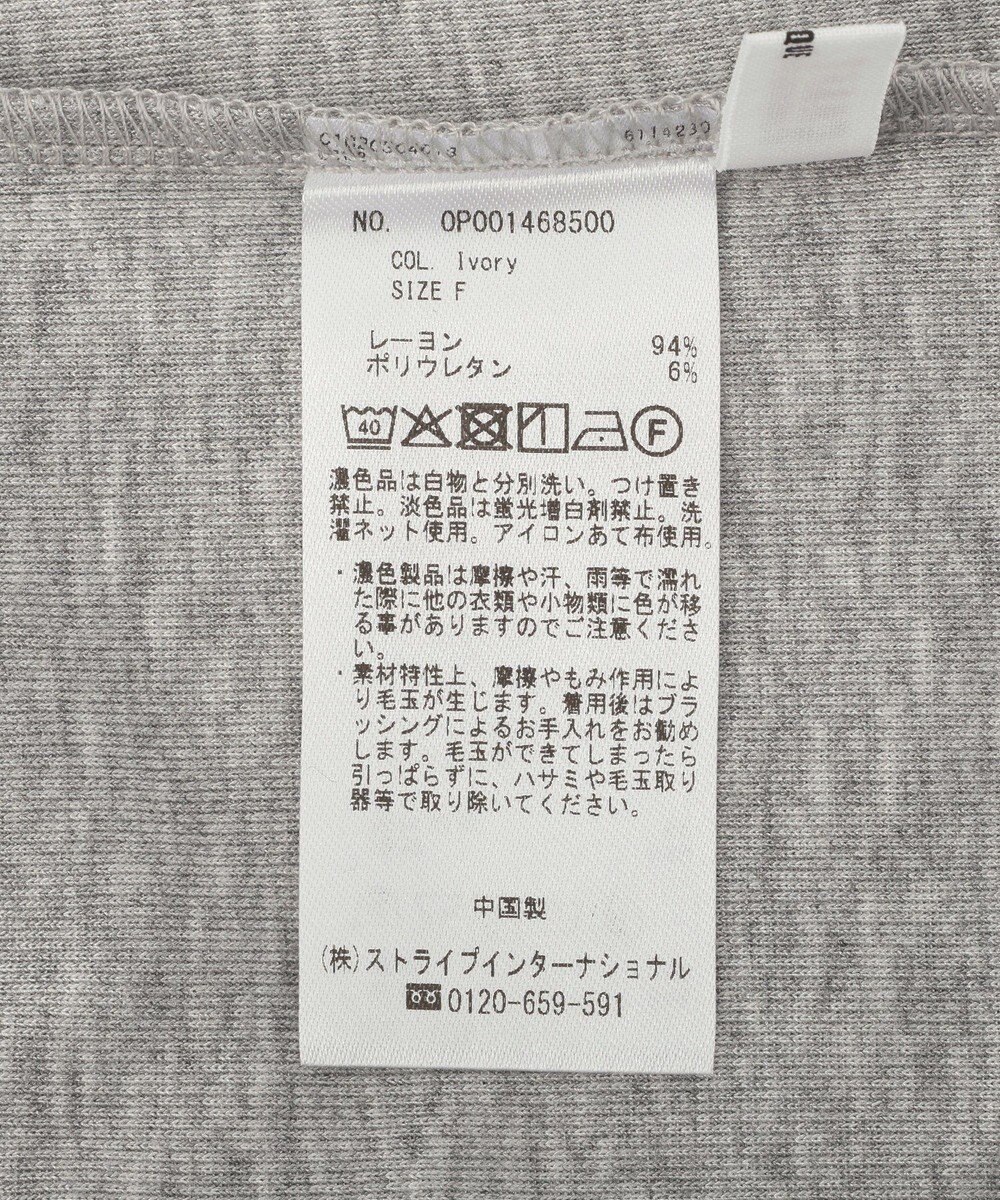 6114230
NO. OP001468500
COL. Ivory
SIZE F
レーヨン 94%
ポリウレタン 6%
40 F
濃色品は白物と分別洗い。つけ置き
禁止。淡色品は蛍光増白剤禁止。洗
濯ネット使用。アイロンあて布使用。
・濃色製品は摩擦や汗、雨等で濡れ
た際に他の衣類や小物類に色が移
る事がありますのでご注意くださ
い。
・素材特性上、摩擦やもみ作用によ
り毛玉が生じます。着用後はブラ
ッシングによるお手入れをお勧め
します。毛玉ができてしまったら
引っぱらずに、ハサミや毛玉取り
器等で取り除いてください。
中国製
(株)ストライプインターナショナル
0120-659-591